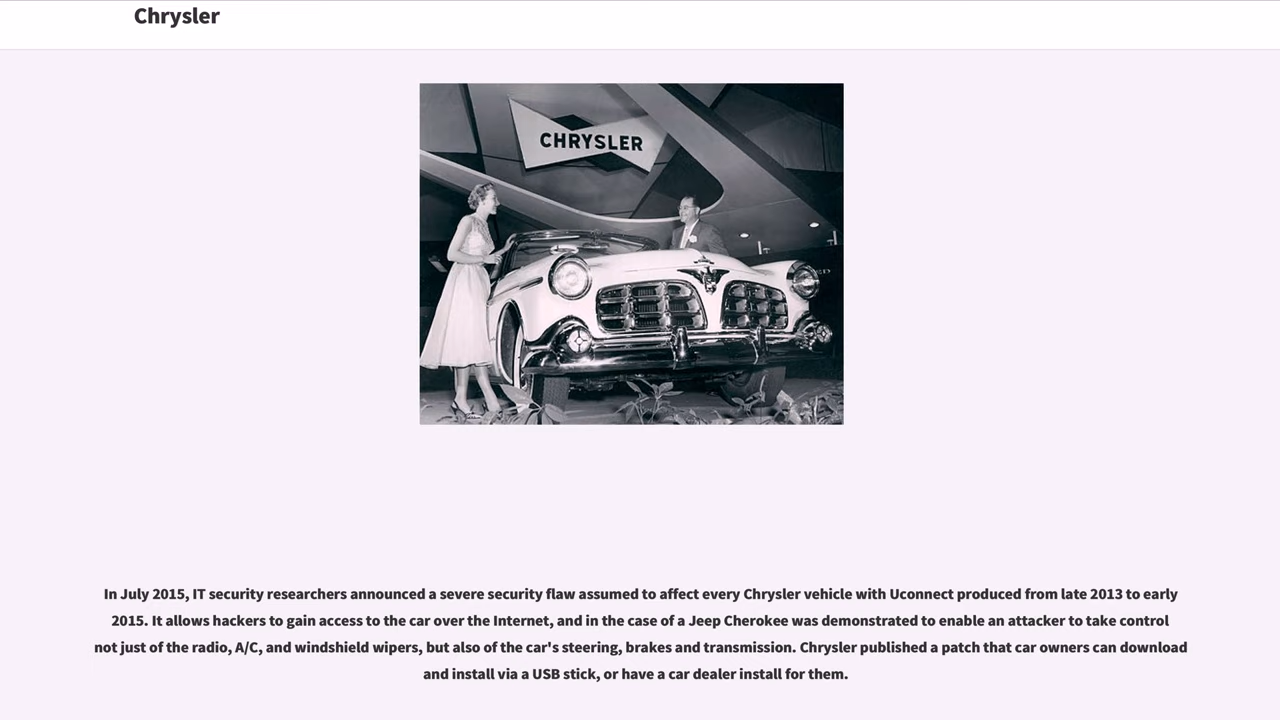 Chrysler
CHRYSLER
In July 2015, IT security researchers announced a severe security flaw assumed to affect every Chrysler vehicle with Uconnect produced from late 2013 to early
2015. It allows hackers to gain access to the car over the Internet, and in the case of a Jeep Cherokee was demonstrated to enable an attacker to take control
not just of the radio, A/C, and windshield wipers, but also of the car's steering, brakes and transmission. Chrysler published a patch that car owners can download
and install via a USB stick, or have a car dealer install for them.